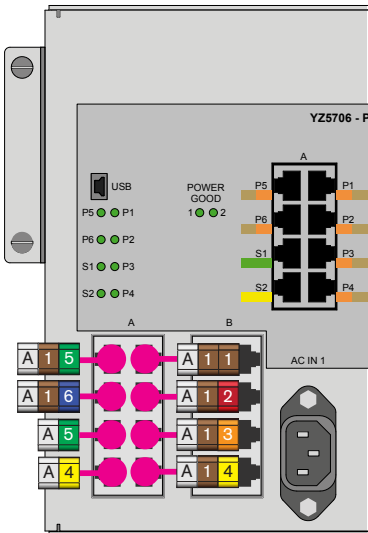 YZ5706 - P
A
USB
POWER
GOOD
P5 P1
1 2
P6 P2
S1 P3
S2 P4
P5 P1
P6 P2
S1 P3
S2 P4
A B
AC IN 1
A 1 5
A 1 1
A 1 6
A 1 2
A 5
A 1 3
A 4
A 1 4